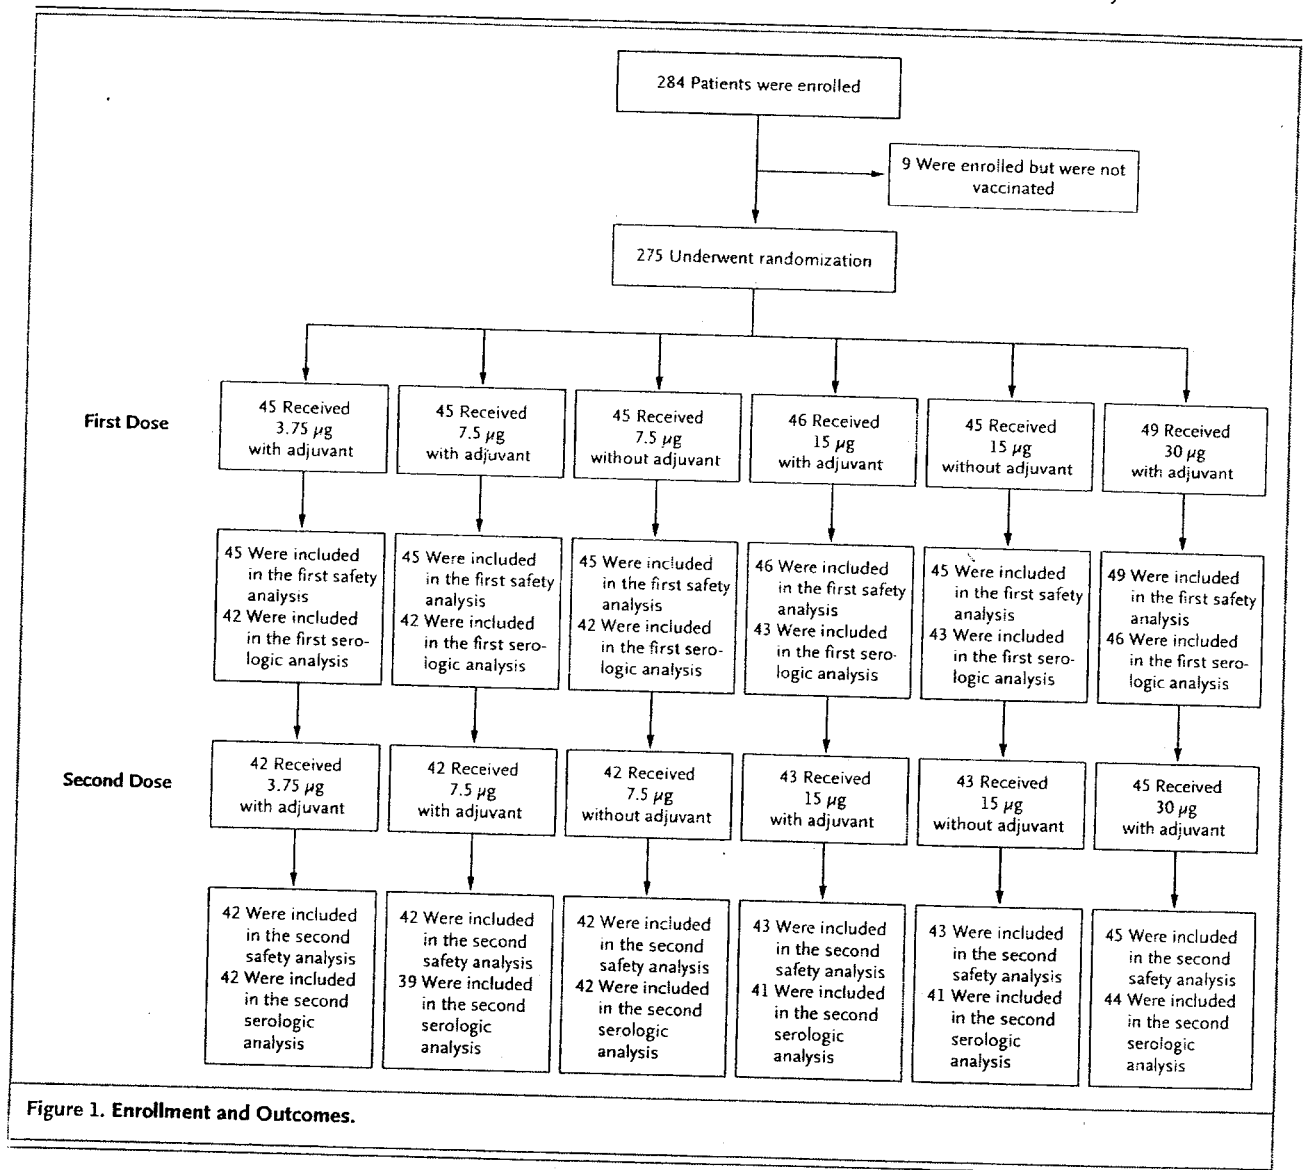 284 Patients were enrolled
9 Were enrolled but were not
vaccinated
275 Underwent randomization
First Dose
45 Received
3.75 µg
with adjuvant
45 Received
7.5 µg
with adjuvant
45 Received
7.5 µg
without adjuvant
46 Received
15 µg
with adjuvant
45 Received
15 µg
without adjuvant
49 Received
30 µg
with adjuvant
45 Were included
in the first safety
analysis
42 Were included
in the first sero-
logic analysis
45 Were included
in the first safety
analysis
42 Were included
in the first sero-
logic analysis
45 Were included
in the first safety
analysis
42 Were included
in the first sero-
logic analysis
46 Were included
in the first safety
analysis
43 Were included
in the first sero-
logic analysis
45 Were included
in the first safety
analysis
43 Were included
in the first sero-
logic analysis
49 Were included
in the first safety
analysis
46 Were included
in the first sero-
logic analysis
Second Dose
42 Received
3.75 µg
with adjuvant
42 Received
7.5 µg
with adjuvant
42 Received
7.5 µg
without adjuvant
43 Received
15 µg
with adjuvant
43 Received
15 µg
without adjuvant
45 Received
30 µg
with adjuvant
42 Were included
in the second
safety analysis
42 Were included
in the second
serologic
analysis
42 Were included
in the second
safety analysis
39 Were included
in the second
serologic
analysis
42 Were included
in the second
safety analysis
42 Were included
in the second
serologic
analysis
43 Were included
in the second
safety analysis
41 Were included
in the second
serologic
analysis
43 Were included
in the second
safety analysis
41 Were included
in the second
serologic
analysis
45 Were included
in the second
safety analysis
44 Were included
in the second
serologic
analysis
Figure 1. Enrollment and Outcomes.